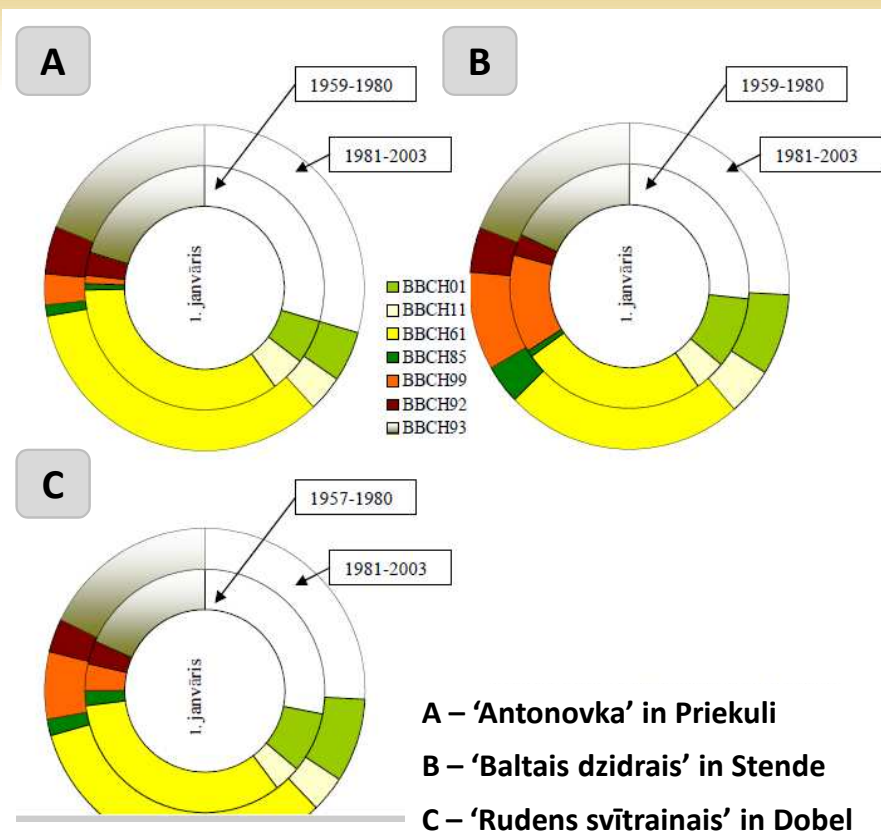 A
1959-1980
1981-2003
1. janvāris
B
1959-1980
1981-2003
1. janvāris
BBCH01
BBCH11
BBCH61
BBCH85
BBCH99
BBCH92
BBCH93
C
1957-1980
1981-2003
1. janvāris
A – ‘Antonovka’ in Priekuli
B – ‘Baltais dzidrais’ in Stende
C – ‘Rudens svītrainais’ in Dobel